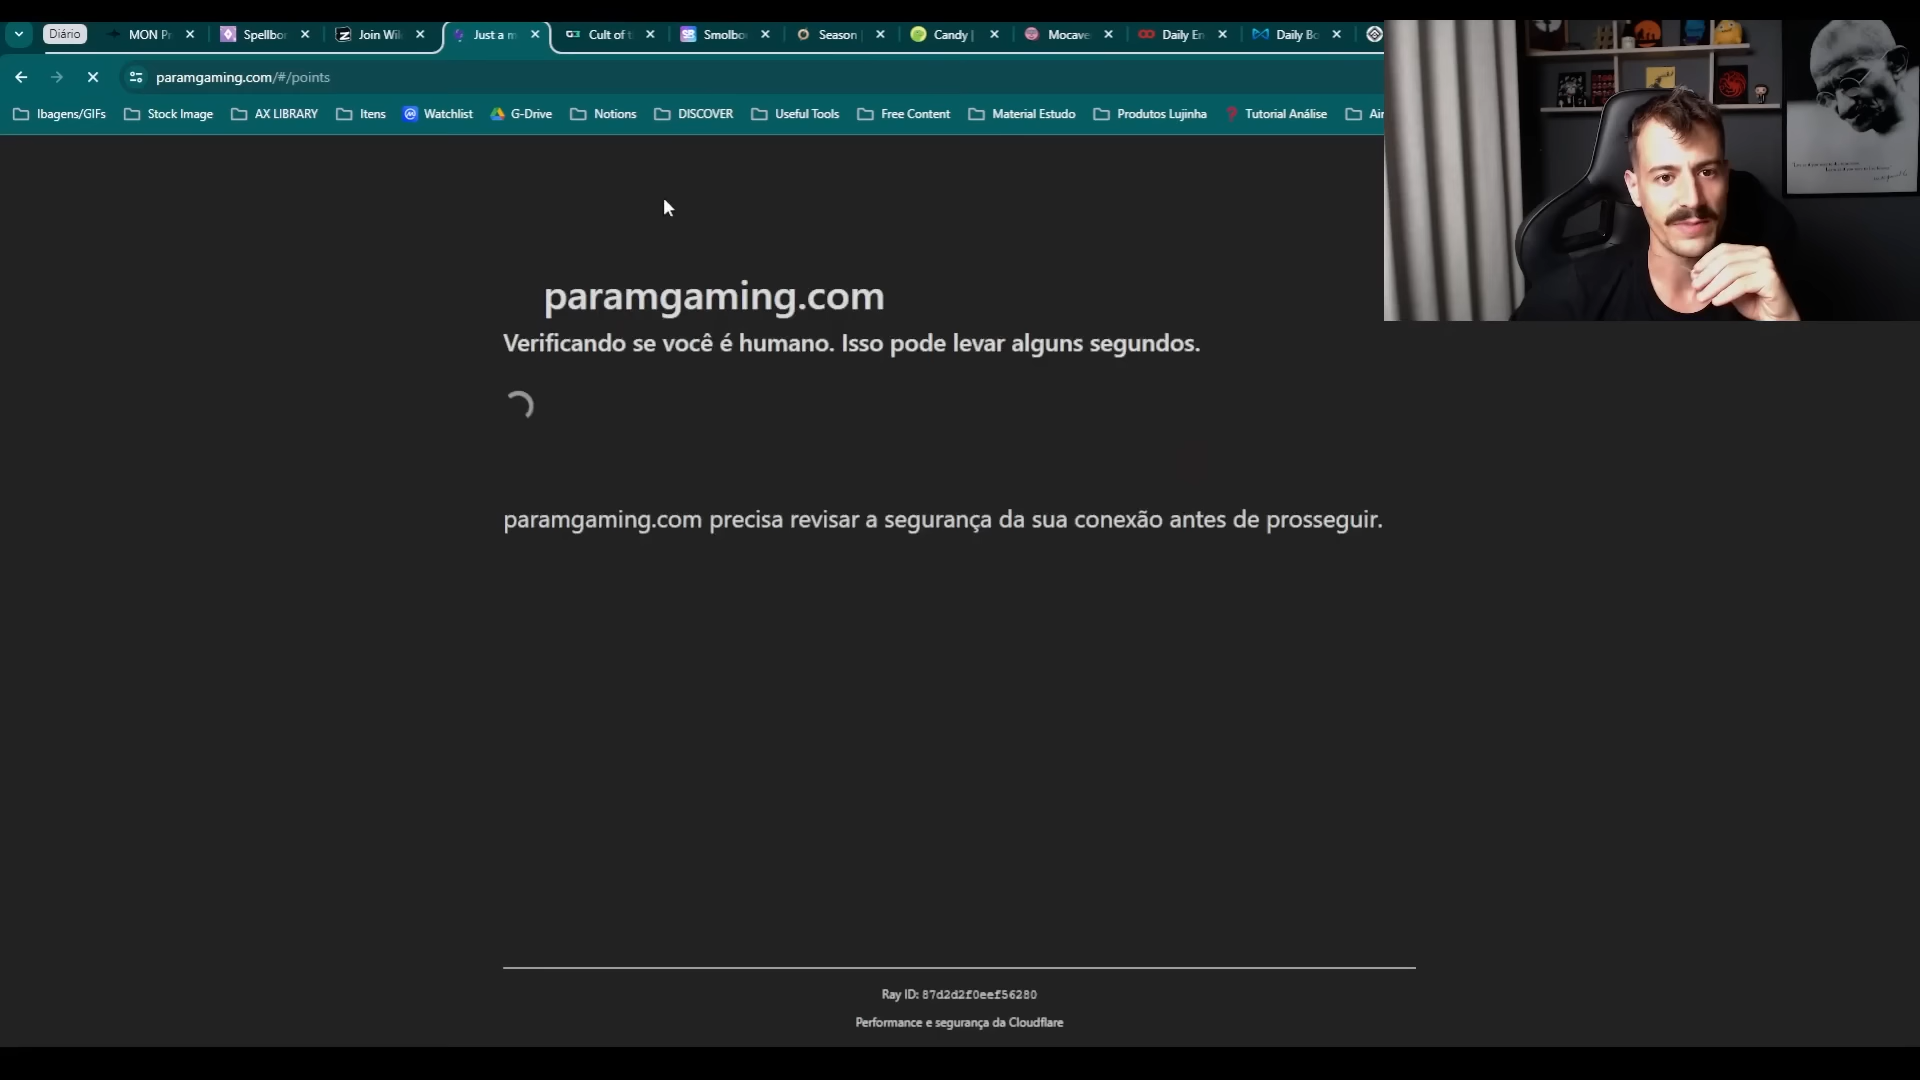 Diário
MON Pr
Spellbor
Join Wil
Just a m
Cult of t
Smolbo
Season
Candy |
Mocave
Daily En
Daily Bo
paramgaming.com/#/points
Ibagens/GIFs
Stock Image
AX LIBRARY
Itens
Watchlist
G-Drive
Notions
DISCOVER
Useful Tools
Free Content
Material Estudo
Produtos Lujinha
Tutorial Análise
Air
paramgaming.com
Verificando se você é humano. Isso pode levar alguns segundos.
paramgaming.com precisa revisar a segurança da sua conexão antes de prosseguir.
Ray ID: 87d2d2f0eef56280
Performance e segurança da Cloudflare